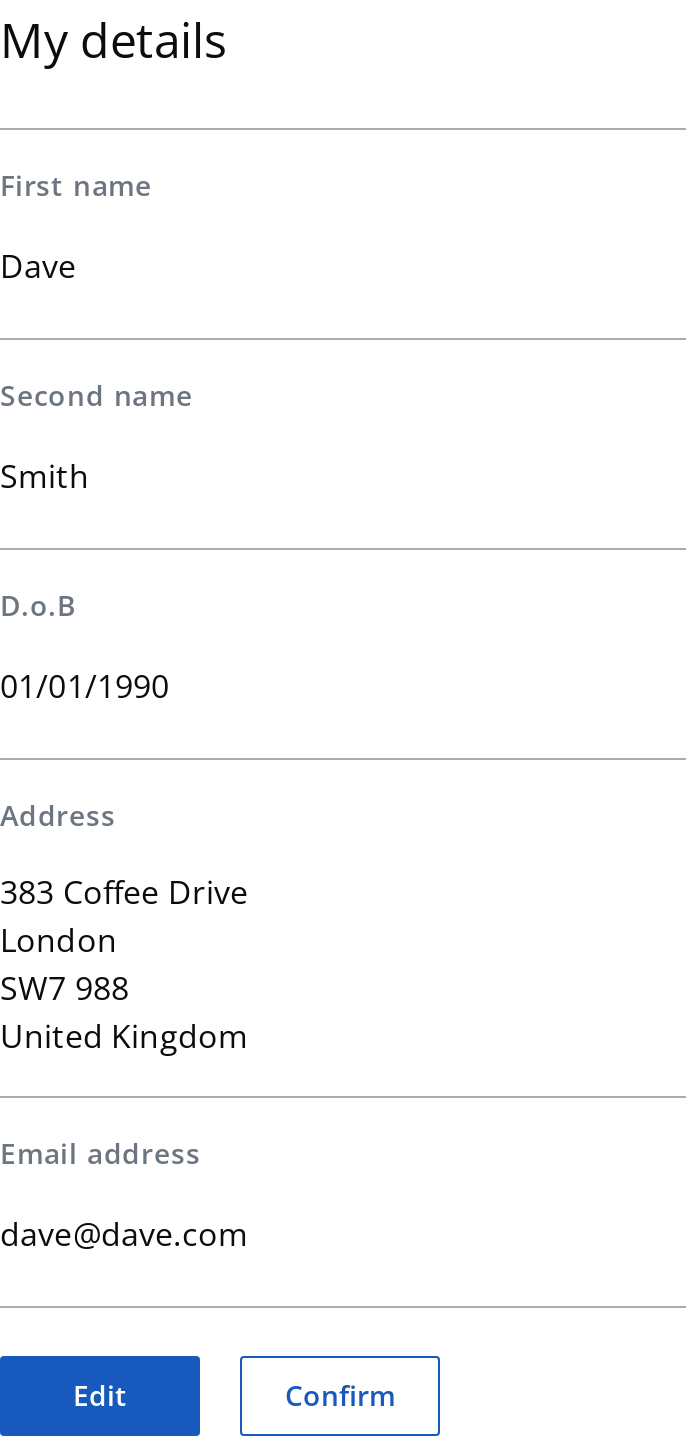 My details
First name
Dave
Second name
Smith
D.o.B
01/01/1990
Address
383 Coffee Drive
London
SW7 988
United Kingdom
Email address
dave@dave.com
Edit
Confirm